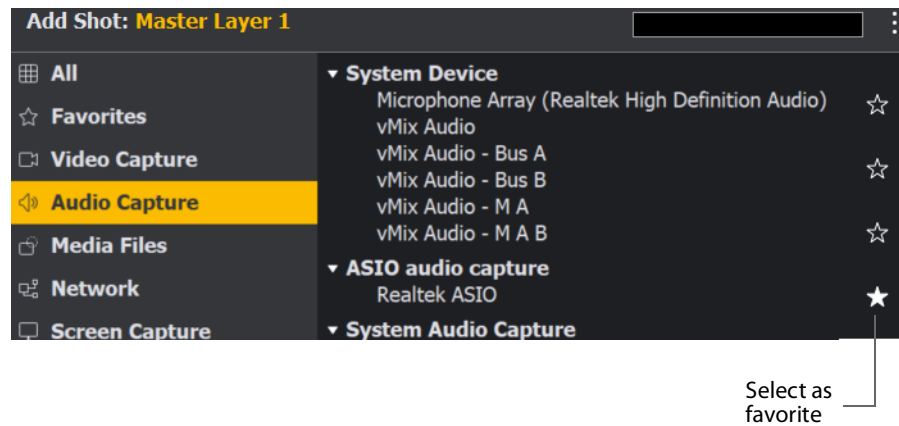 Add Shot: Master Layer 1
All
Favorites
Video Capture
Audio Capture
Media Files
Network
Screen Capture
▾ System Device
Microphone Array (Realtek High Definition Audio)
vMix Audio
vMix Audio - Bus A
vMix Audio - Bus B
vMix Audio - M A
vMix Audio - M A B
▾ ASIO audio capture
Realtek ASIO
▾ System Audio Capture
Select as
favorite